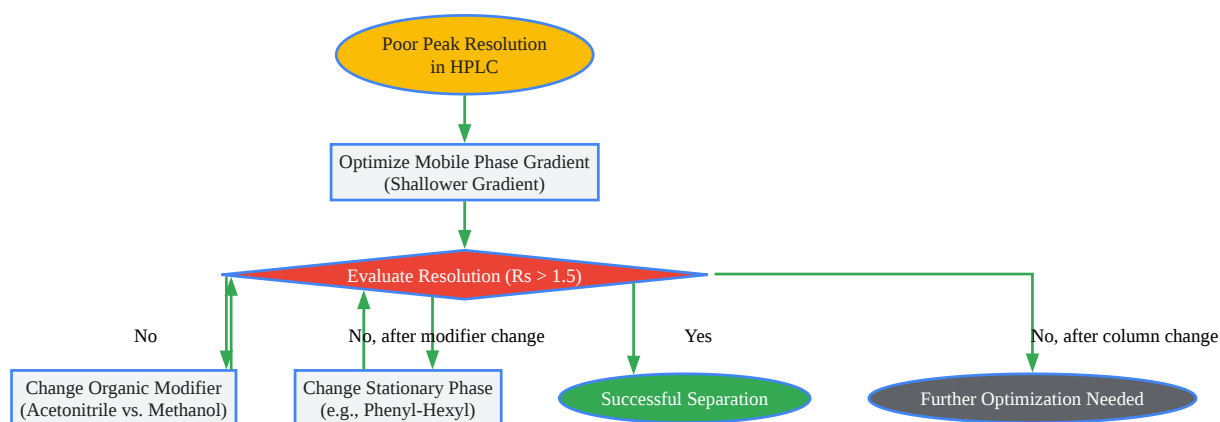 Poor Peak Resolution
in HPLC
Optimize Mobile Phase Gradient
(Shallower Gradient)
Evaluate Resolution (Rs > 1.5)
No
No, after modifier change
Yes
No, after column change
Change Organic Modifier
(Acetonitrile vs. Methanol)
Change Stationary Phase
(e.g., Phenyl-Hexyl)
Successful Separation
Further Optimization Needed